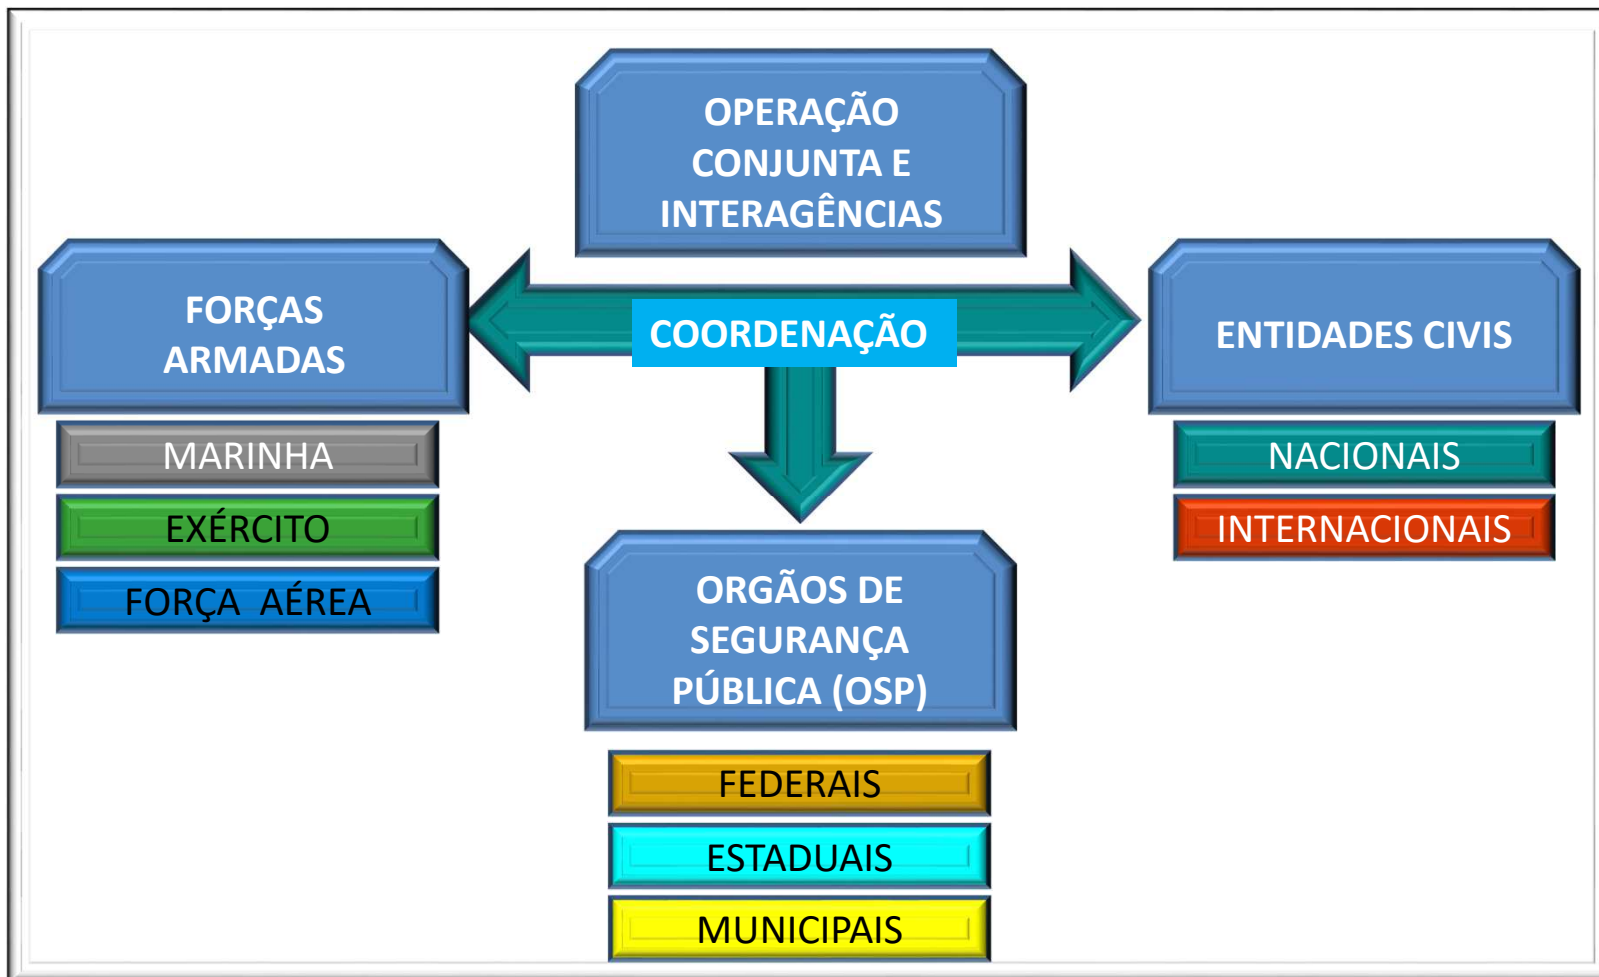 OPERAÇÃO
CONJUNTA E
INTERAGÊNCIAS
FORÇAS
ARMADAS
COORDENAÇÃO
ENTIDADES CIVIS
MARINHA
EXÉRCITO
FORÇA AÉREA
NACIONAIS
INTERNACIONAIS
ORGÃOS DE
SEGURANÇA
PÚBLICA (OSP)
FEDERAIS
ESTADUAIS
MUNICIPAIS